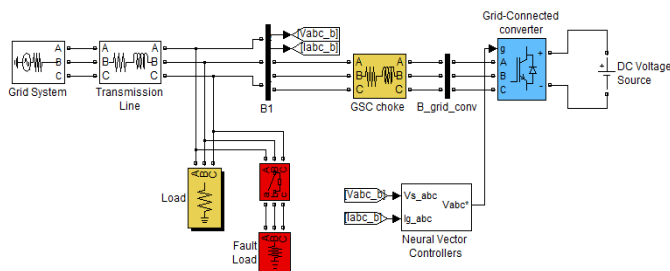 Grid-Connected
converter
[Vabc_b]
[Iabc_b]
A A
B B
C C
A
B
C
A A
B B
C C
g
A
B
C
+
-
Grid System
Transmission
Line
B1
GSC choke
B_grid_conv
DC Voltage
Source
A B C
Load
A B C
A B C
Fault
Load
[Vabc_b]
[Iabc_b]
Vs_abc
Ig_abc
Vabc*
Neural Vector
Controllers